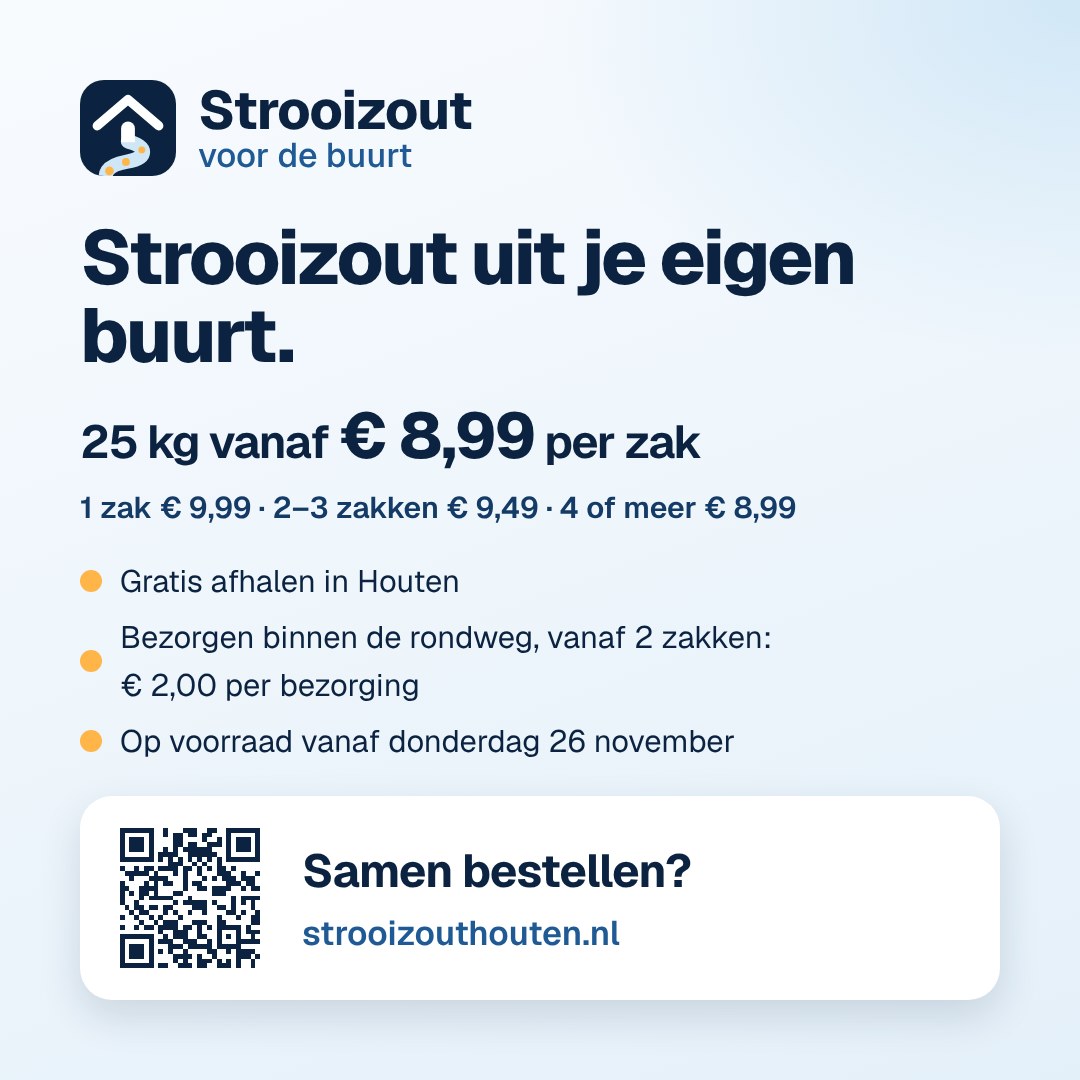 Strooizout
voor de buurt
Strooizout uit je eigen
buurt.
25 kg vanaf € 8,99 per zak
1 zak € 9,99 · 2–3 zakken € 9,49 · 4 of meer € 8,99
Gratis afhalen in Houten
Bezorgen binnen de rondweg, vanaf 2 zakken:
€ 2,00 per bezorging
Op voorraad vanaf donderdag 26 november
Samen bestellen?
strooizouthouten.nl